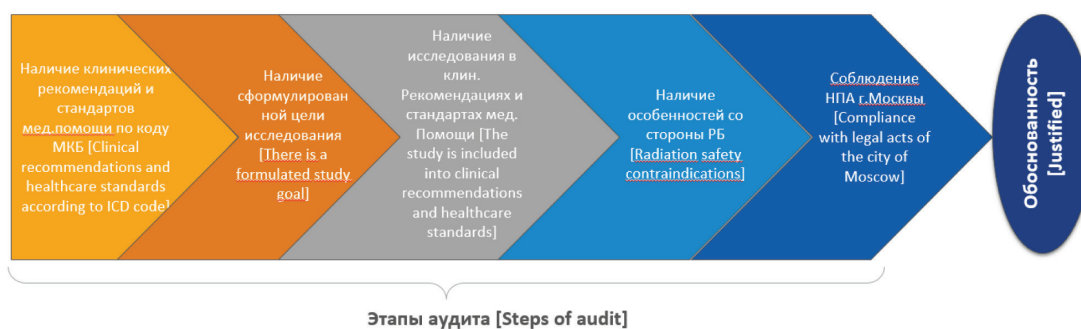 Наличие клинических
рекомендаций и
стандартов
мед.помощи по коду
МКБ [Clinical
recommendations and
healthcare standards
according to ICD code]
Наличие
сформулирован
ной цели
исследования
[There is a
formulated study
goal]
Наличие
исследования в
клин.
Рекомендациях и
стандартах мед.
Помощи [The
study is included
into clinical
recommendations
and healthcare
standards]
Наличие
особенностей со
стороны РБ
[Radiation safety
contraindications]
Соблюдение
НПА г.Москвы
[Compliance
with legal acts of
the city of
Moscow]
Обоснованность
[Justified]
Этапы аудита [Steps of audit]